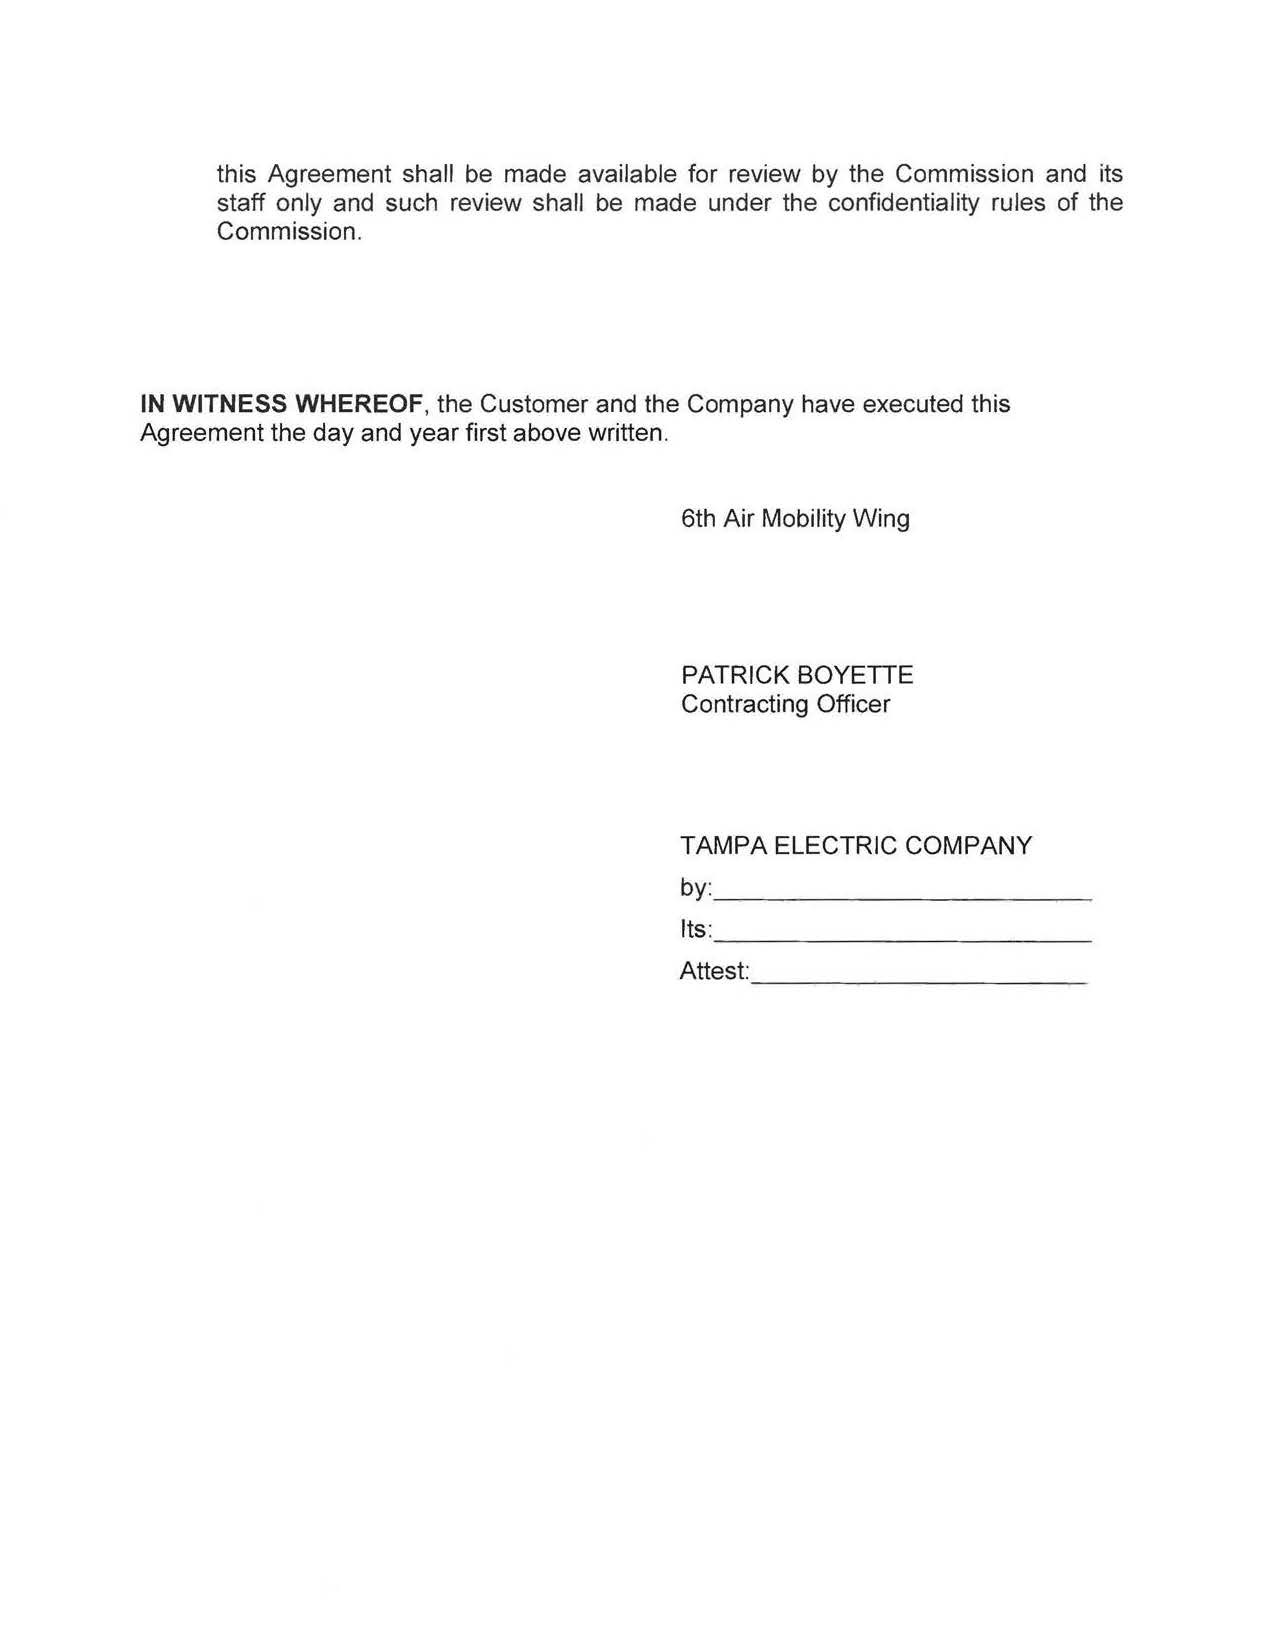 this Agreement shall be made available for review by the Commission and its
staff only and such review shall be made under the confidentiality rules of the
Commission.
IN WITNESS WHEREOF, the Customer and the Company have executed this
Agreement the day and year first above written.
6th Air Mobility Wing
PATRICK BOYETTE
Contracting Officer
TAMPA ELECTRIC COMPANY
by:
Its:
Attest: